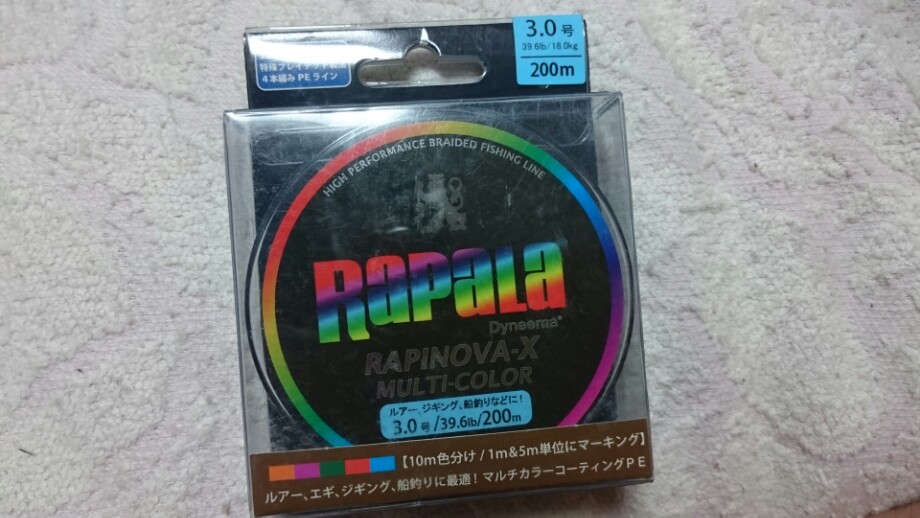 3.0号
39.6lb/18.0kg
200m
特殊ブレイデッド製法
4本編みPEライン
HIGH PERFORMANCE BRAIDED FISHING LINE
RAPALA
Dyneema®
RAPINOVA-X
MULTI-COLOR
ルアー、ジギング、船釣りなどに!
3.0号/39.6lb/200m
【10m色分け/1m&5m単位にマーキング】
ルアー、エギ、ジギング、船釣りに最適!マルチカラーコーティングPE